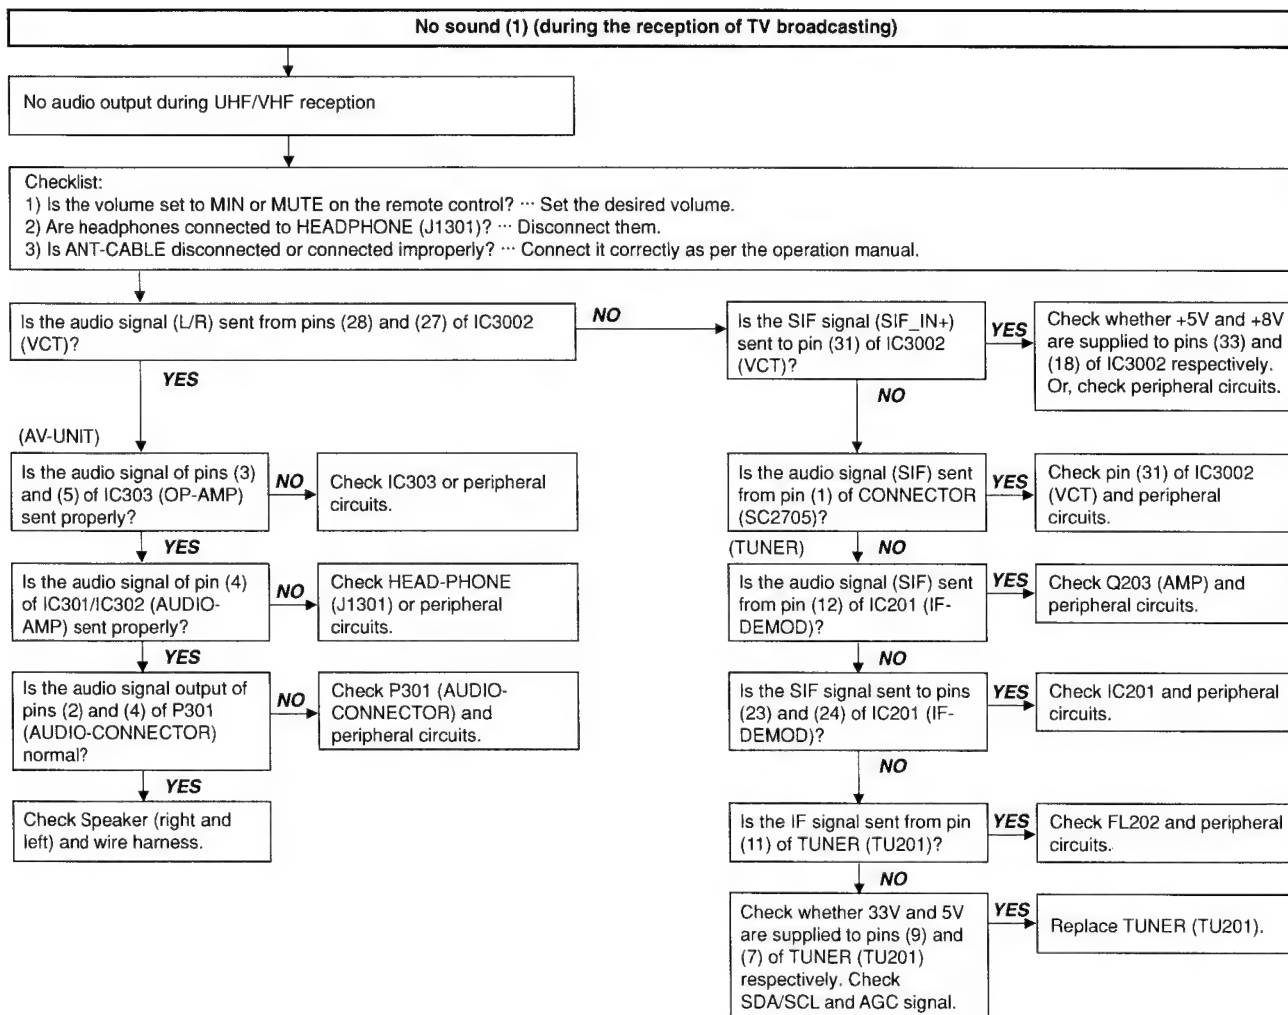 No sound (1) (during the reception of TV broadcasting)
No audio output during UHF/VHF reception
Checklist:
1) Is the volume set to MIN or MUTE on the remote control? ··· Set the desired volume.
2) Are headphones connected to HEADPHONE (J1301)? ··· Disconnect them.
3) Is ANT-CABLE disconnected or connected improperly? ··· Connect it correctly as per the operation manual.
Is the audio signal (L/R) sent from pins (28) and (27) of IC3002
(VCT)?
NO
YES
(AV-UNIT)
Is the audio signal of pins (3)
and (5) of IC303 (OP-AMP)
sent properly?
NO
Check IC303 or peripheral
circuits.
YES
Is the audio signal of pin (4)
of IC301/IC302 (AUDIO-
AMP) sent properly?
NO
Check HEAD-PHONE
(J1301) or peripheral
circuits.
YES
Is the audio signal output of
pins (2) and (4) of P301
(AUDIO-CONNECTOR)
normal?
NO
Check P301 (AUDIO-
CONNECTOR) and
peripheral circuits.
YES
Check Speaker (right and
left) and wire harness.
Is the SIF signal (SIF_IN+)
sent to pin (31) of IC3002
(VCT)?
YES
Check whether +5V and +8V
are supplied to pins (33) and
(18) of IC3002 respectively.
Or, check peripheral circuits.
NO
Is the audio signal (SIF) sent
from pin (1) of CONNECTOR
(SC2705)?
YES
Check pin (31) of IC3002
(VCT) and peripheral
circuits.
(TUNER)
NO
Is the audio signal (SIF) sent
from pin (12) of IC201 (IF-
DEMOD)?
YES
Check Q203 (AMP) and
peripheral circuits.
NO
Is the SIF signal sent to pins
(23) and (24) of IC201 (IF-
DEMOD)?
YES
Check IC201 and peripheral
circuits.
NO
Is the IF signal sent from pin
(11) of TUNER (TU201)?
YES
Check FL202 and peripheral
circuits.
NO
Check whether 33V and 5V
are supplied to pins (9) and
(7) of TUNER (TU201)
respectively. Check
SDA/SCL and AGC signal.
YES
Replace TUNER (TU201).